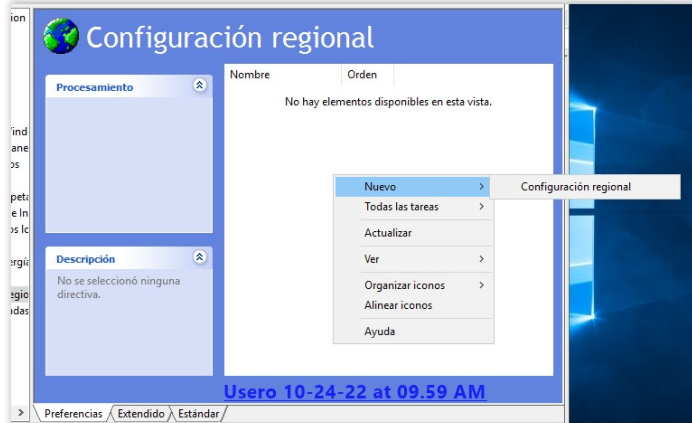 Configuración regional
Procesamiento
Nombre
Orden
No hay elementos disponibles en esta vista.
Nuevo
Configuración regional
Todas las tareas
Actualizar
Ver
Organizar iconos
Alinear iconos
Ayuda
Descripción
No se seleccionó ninguna
directiva.
Usero 10-24-22 at 09.59 AM
Preferencias
Extendido
Estándar